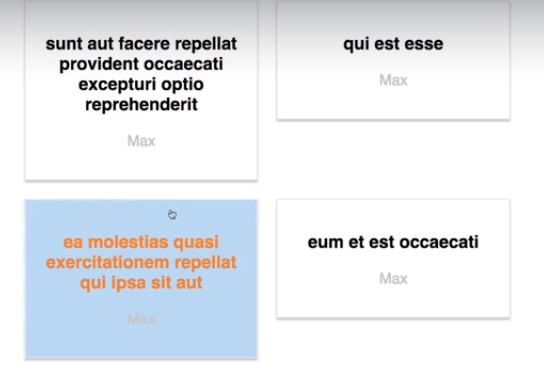 sunt aut facere repellat
provident occaecati
excepturi optio
reprehenderit
Max
qui est esse
Max
ea molestias quasi
exercitationem repellat
qui ipsa sit aut
Max
eum et est occaecati
Max